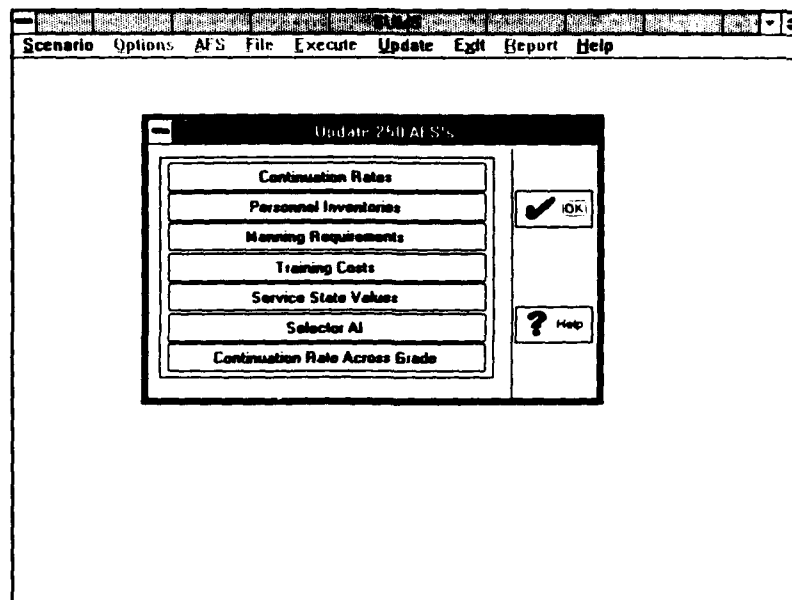 Scenario Options AFS File Execute Update Exit Report Help
Update 250 AFS's
Continuation Rates
Personnel Inventories
Manning Requirements
Training Costs
Service State Values
Selector AI
Continuation Rate Across Grade
OK
Help